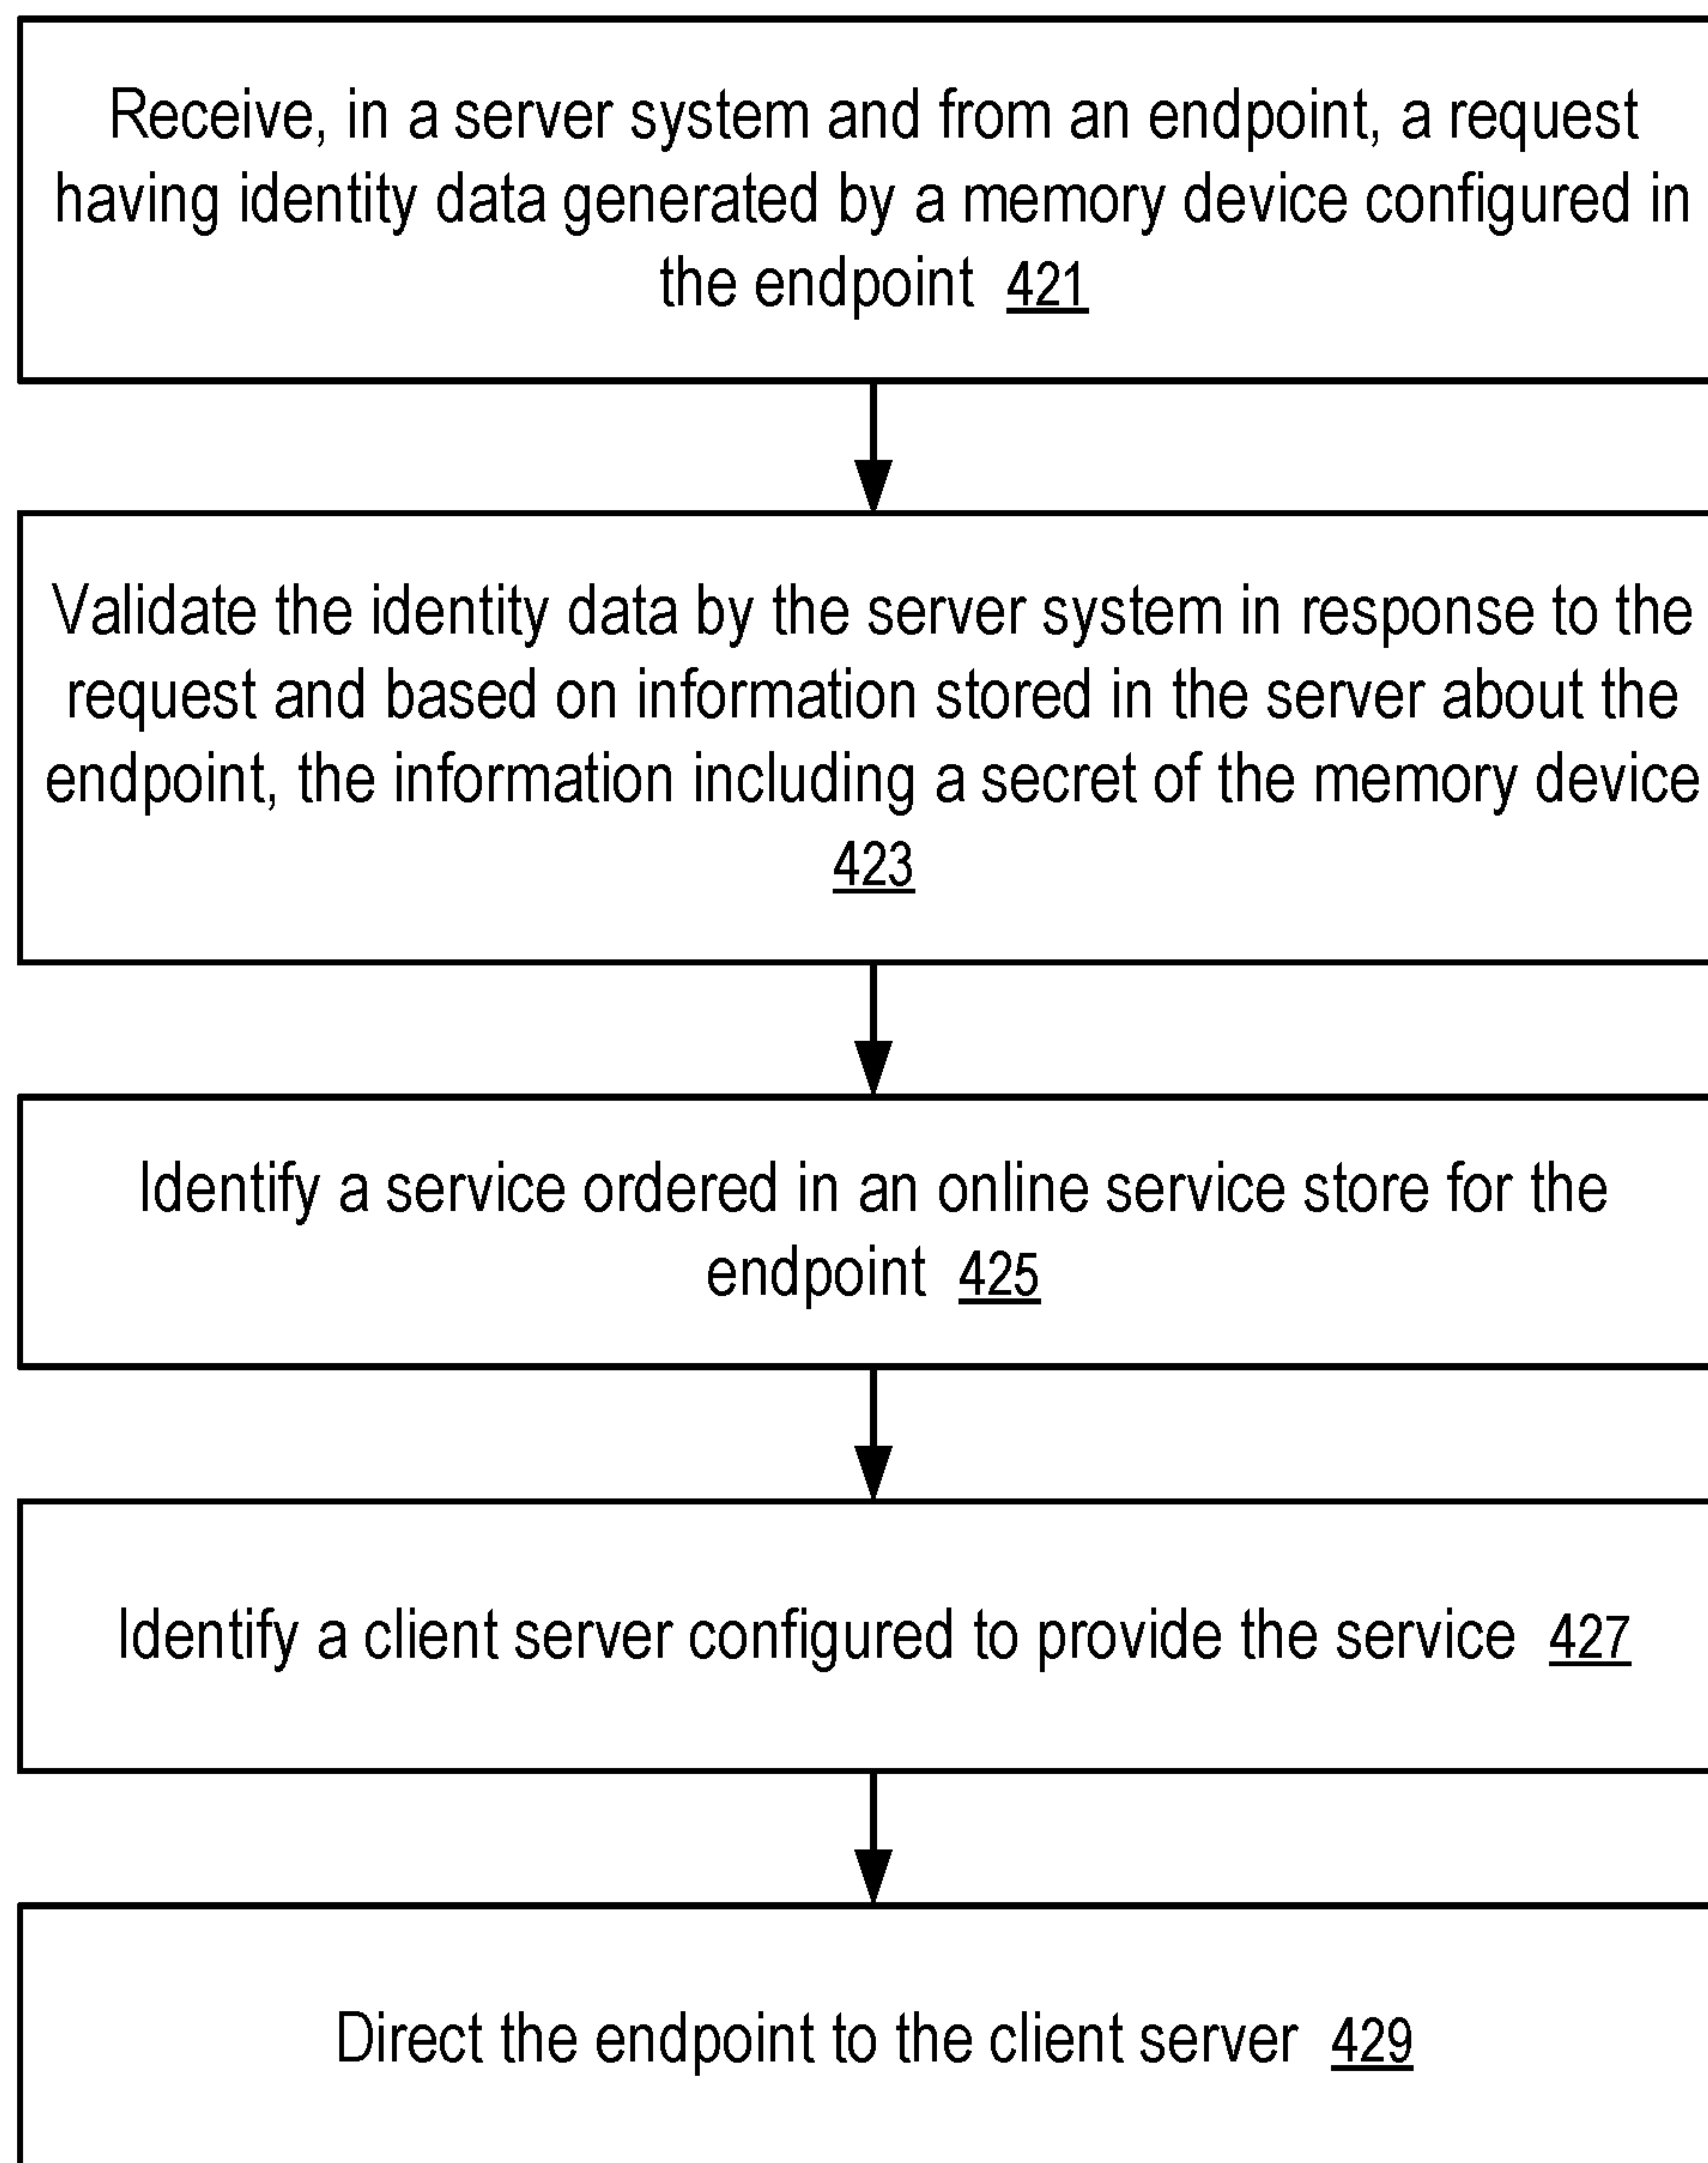 Receive, in a server system and from an endpoint, a request
having identity data generated by a memory device configured in
the endpoint 421
Validate the identity data by the server system in response to the
request and based on information stored in the server about the
endpoint, the information including a secret of the memory device
423
Identify a service ordered in an online service store for the
endpoint 425
Identify a client server configured to provide the service 427
Direct the endpoint to the client server 429